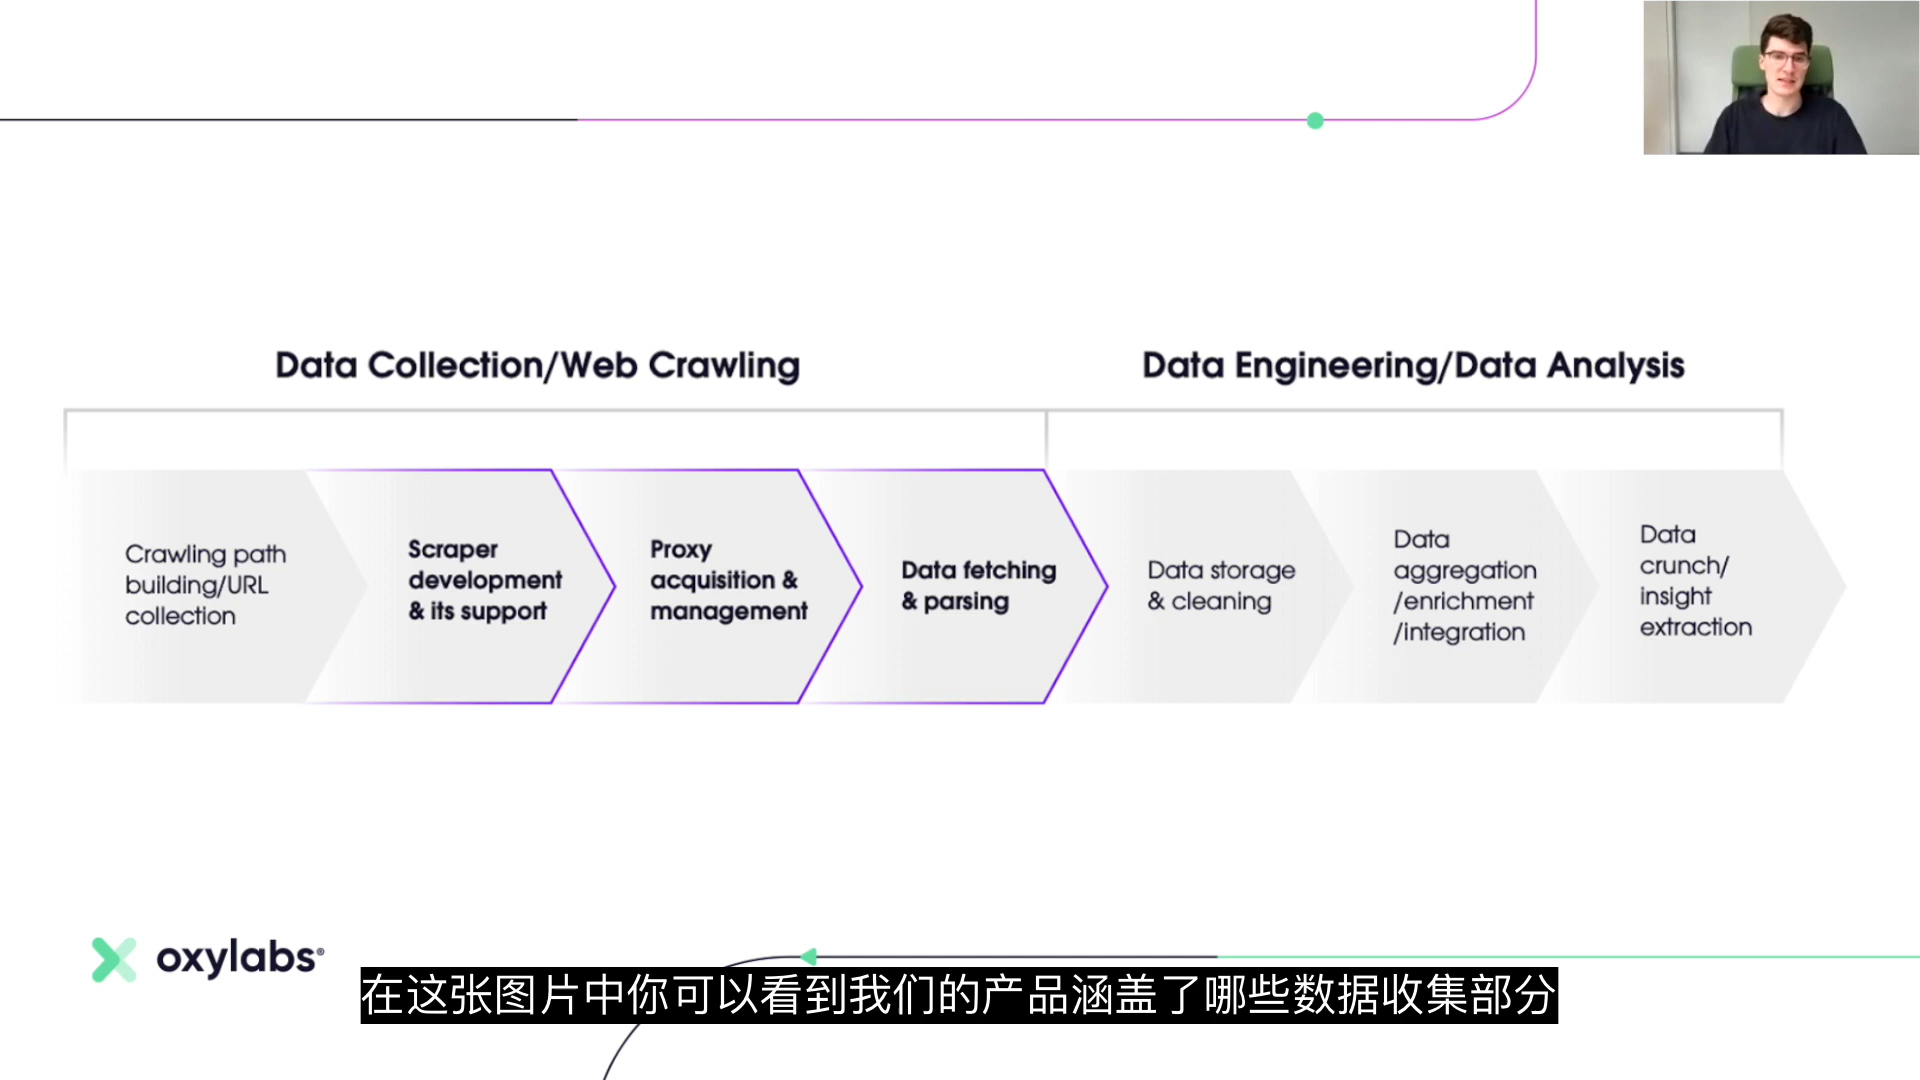 Data Collection/Web Crawling
Data Engineering/Data Analysis
Crawling path
building/URL
collection
Scraper
development
& its support
Proxy
acquisition &
management
Data fetching
& parsing
Data storage
& cleaning
Data
aggregation
/enrichment
/integration
Data
crunch/
insight
extraction
oxylabs®
在这张图片中你可以看到我们的产品涵盖了哪些数据收集部分